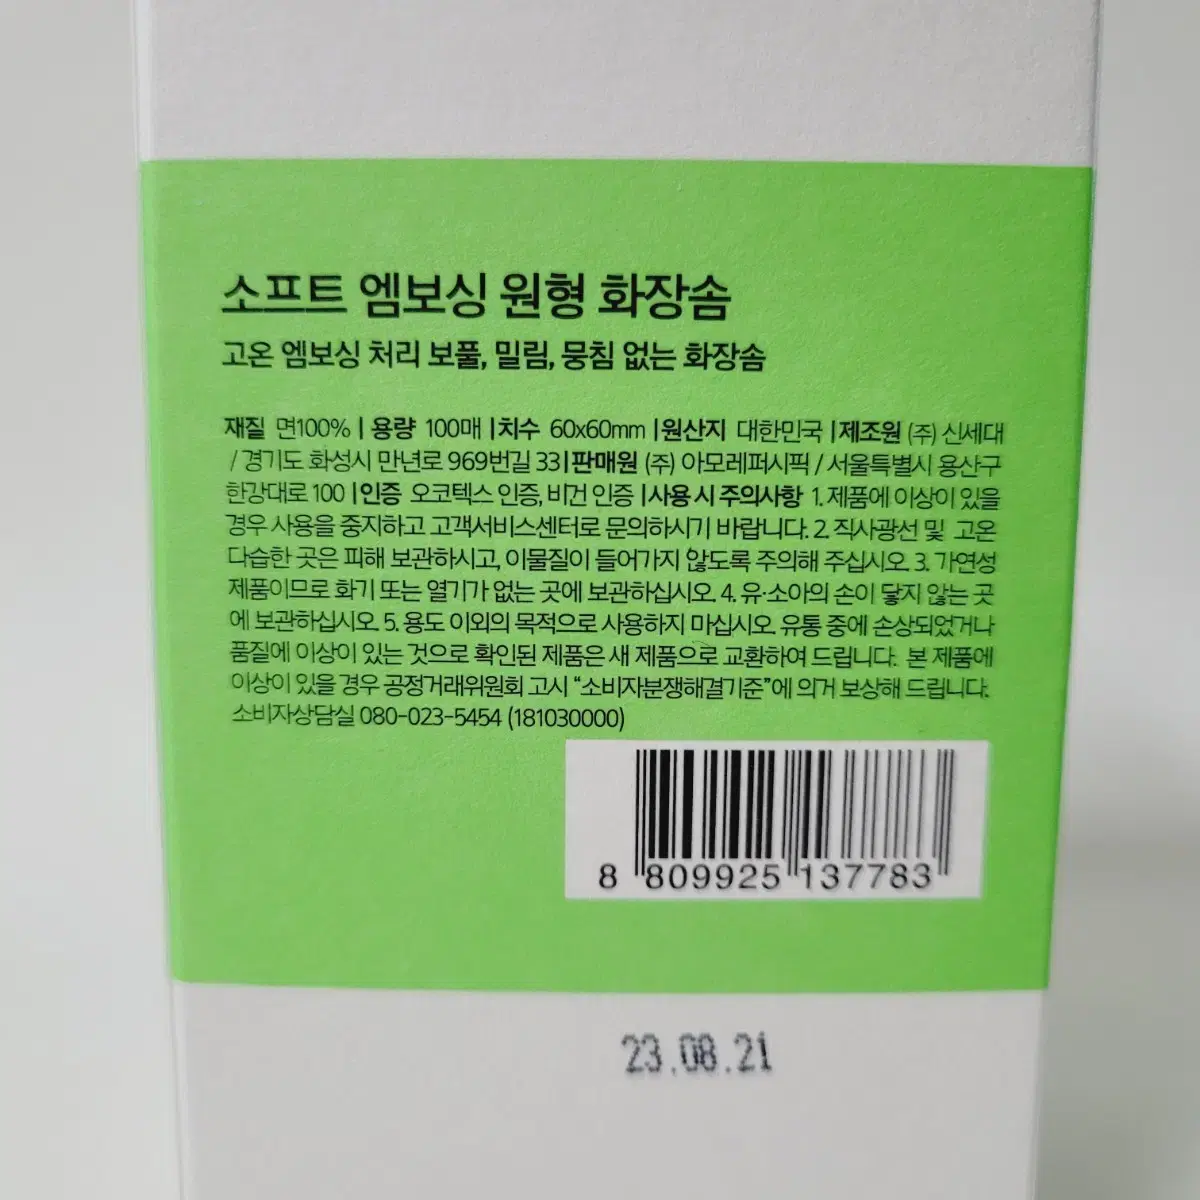 소프트 엠보싱 원형 화장솜
고온 엠보싱 처리 보풀, 밀림, 뭉침 없는 화장솜
재질 면100% | 용량 100매 | 치수 60x60mm | 원산지 대한민국 | 제조원 (주) 신세대
/ 경기도 화성시 만년로 969번길 33 | 판매원 (주) 아모레퍼시픽 / 서울특별시 용산구
한강대로 100 | 인증 오코텍스 인증, 비건 인증 | 사용 시 주의사항 1. 제품에 이상이 있을
경우 사용을 중지하고 고객서비스센터로 문의하시기 바랍니다. 2. 직사광선 및 고온
다습한 곳은 피해 보관하시고, 이물질이 들어가지 않도록 주의해 주십시오. 3. 가연성
제품이므로 화기 또는 열기가 없는 곳에 보관하십시오. 4. 유·소아의 손이 닿지 않는 곳
에 보관하십시오. 5. 용도 이외의 목적으로 사용하지 마십시오. 유통 중에 손상되었거나
품질에 이상이 있는 것으로 확인된 제품은 새 제품으로 교환하여 드립니다. 본 제품에
이상이 있을 경우 공정거래위원회 고시 “소비자분쟁해결기준”에 의거 보상해 드립니다.
소비자상담실 080-023-5454 (181030000)
8 809925 137783
23.08.21